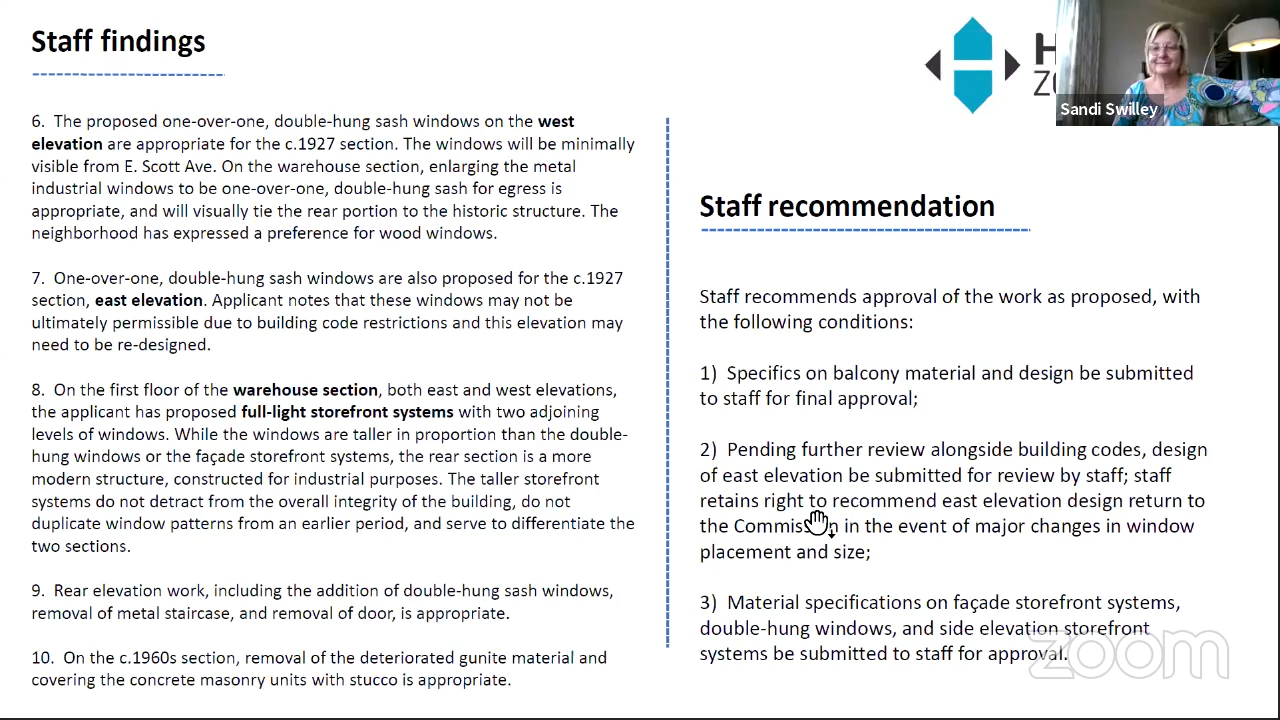 Staff findings
6. The proposed one-over-one, double-hung sash windows on the west
elevation are appropriate for the c.1927 section. The windows will be minimally
visible from E. Scott Ave. On the warehouse section, enlarging the metal
industrial windows to be one-over-one, double-hung sash for egress is
appropriate, and will visually tie the rear portion to the historic structure. The
neighborhood has expressed a preference for wood windows.
7. One-over-one, double-hung sash windows are also proposed for the c.1927
section, east elevation. Applicant notes that these windows may not be
ultimately permissible due to building code restrictions and this elevation may
need to be re-designed.
8. On the first floor of the warehouse section, both east and west elevations,
the applicant has proposed full-light storefront systems with two adjoining
levels of windows. While the windows are taller in proportion than the double-
hung windows or the façade storefront systems, the rear section is a more
modern structure, constructed for industrial purposes. The taller storefront
systems do not detract from the overall integrity of the building, do not
duplicate window patterns from an earlier period, and serve to differentiate the
two sections.
9. Rear elevation work, including the addition of double-hung sash windows,
removal of metal staircase, and removal of door, is appropriate.
10. On the c.1960s section, removal of the deteriorated gunite material and
covering the concrete masonry units with stucco is appropriate.
Sandi Swilley
Staff recommendation
Staff recommends approval of the work as proposed, with
the following conditions:
1) Specifics on balcony material and design be submitted
to staff for final approval;
2) Pending further review alongside building codes, design
of east elevation be submitted for review by staff; staff
retains right to recommend east elevation design return to
the Commission in the event of major changes in window
placement and size;
3) Material specifications on façade storefront systems,
double-hung windows, and side elevation storefront
systems be submitted to staff for approval.
zoom